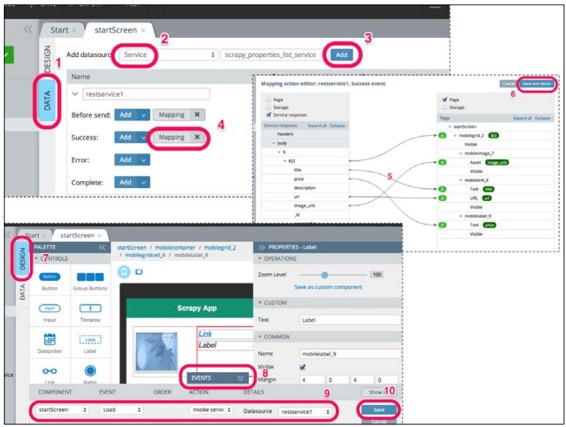 Start × startScreen ×
DESIGN
DATA
1
2
3
Add datasource Service scrapy_properties_list_service Add
Name
restservice1
Before send: Add Mapping ×
4
Success: Add Mapping ×
Error: Add
Complete: Add
Mapping action editor: restservice1, Success event
Cancel Save and return
6
Page
Storage
Service response
Service response Expand all Collapse
headers
body
$
$[i]
title
price
description
url
image_urls
_id
5
Page
Storage
Page Expand all Collapse
startScreen
mobilegrid_2 $[i]
Visible
mobileimage_7
Asset image_urls
Visible
mobilelink_9
Text title
URL url
Visible
mobilelabel_9
Text price
Visible
Start × startScreen ×
DESIGN
DATA
7
PALETTE
CONTROLS
Button Group Buttons
Input Textarea
Datepicker Label
Link Radio
startScreen / mobilecontainer / mobilegrid_2
/ mobilegridcell_4 / mobilelabel_9
Scrapy App
Link
Label
EVENTS
8
PROPERTIES - Label
OPERATIONS
Zoom Level 100
Save as custom component
CUSTOM
Text Label
COMMON
Name mobilelabel_9
Visible
Margin 4 0 4 0
COMPONENT EVENT ORDER ACTION DETAILS
9
Show
10
startScreen Load Invoke servi Datasource restservice1 Save
Cancel